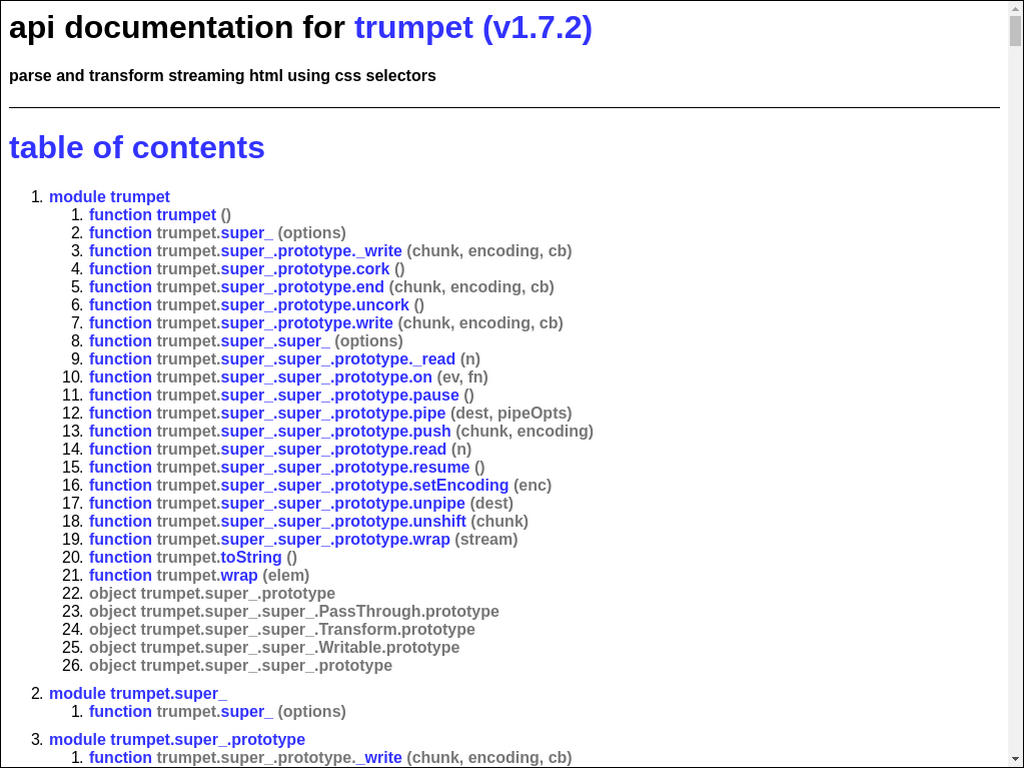 api documentation for trumpet (v1.7.2)
parse and transform streaming html using css selectors
table of contents
1. module trumpet
1. function trumpet ()
2. function trumpet.super_ (options)
3. function trumpet.super_.prototype._write (chunk, encoding, cb)
4. function trumpet.super_.prototype.cork ()
5. function trumpet.super_.prototype.end (chunk, encoding, cb)
6. function trumpet.super_.prototype.uncork ()
7. function trumpet.super_.prototype.write (chunk, encoding, cb)
8. function trumpet.super_.super_ (options)
9. function trumpet.super_.super_.prototype._read (n)
10. function trumpet.super_.super_.prototype.on (ev, fn)
11. function trumpet.super_.super_.prototype.pause ()
12. function trumpet.super_.super_.prototype.pipe (dest, pipeOpts)
13. function trumpet.super_.super_.prototype.push (chunk, encoding)
14. function trumpet.super_.super_.prototype.read (n)
15. function trumpet.super_.super_.prototype.resume ()
16. function trumpet.super_.super_.prototype.setEncoding (enc)
17. function trumpet.super_.super_.prototype.unpipe (dest)
18. function trumpet.super_.super_.prototype.unshift (chunk)
19. function trumpet.super_.super_.prototype.wrap (stream)
20. function trumpet.toString ()
21. function trumpet.wrap (elem)
22. object trumpet.super_.prototype
23. object trumpet.super_.super_.PassThrough.prototype
24. object trumpet.super_.super_.Transform.prototype
25. object trumpet.super_.super_.Writable.prototype
26. object trumpet.super_.super_.prototype
2. module trumpet.super_
1. function trumpet.super_ (options)
3. module trumpet.super_.prototype
1. function trumpet.super_.prototype._write (chunk, encoding, cb)